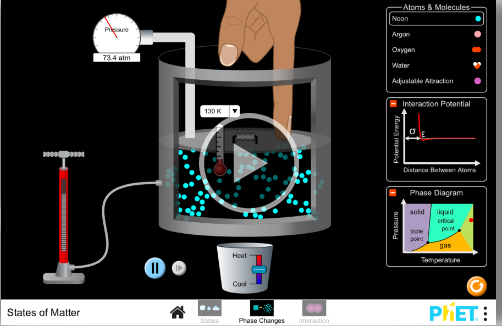 Pressure
73.4 atm
130 K
Atoms & Molecules
Neon
Argon
Oxygen
Water
Adjustable Attraction
Interaction Potential
Potential Energy
σ
ε
Distance Between Atoms
Phase Diagram
Pressure
solid
liquid
critical
point
triple
point
gas
Temperature
Heat
Cool
States of Matter
States
Phase Changes
Interaction
PhET